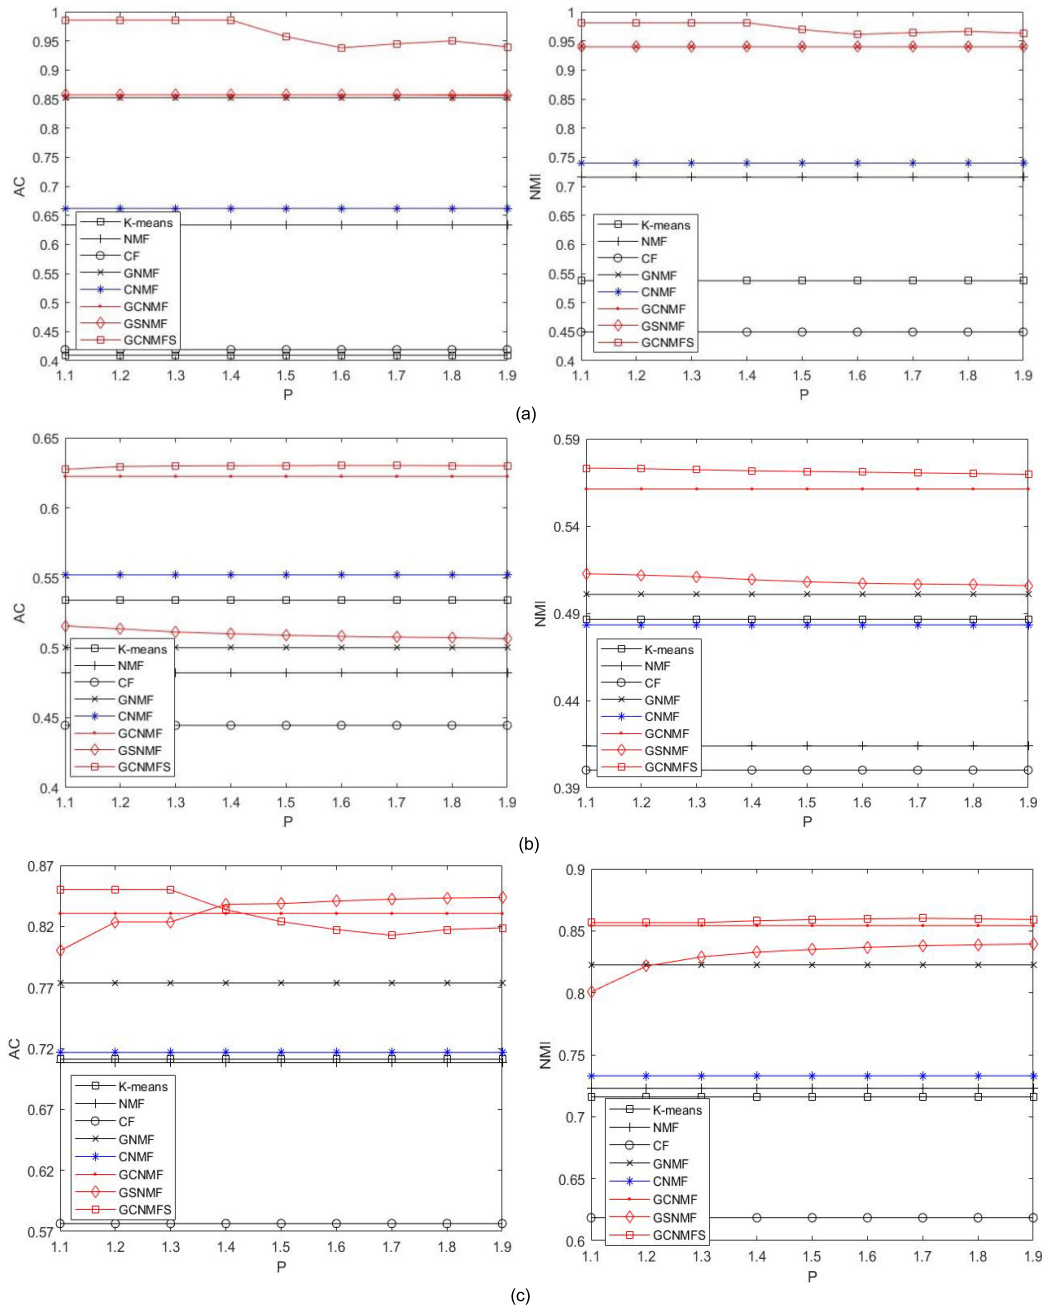 1
0.95
0.9
0.85
0.8
0.75
0.7
0.65
0.6
0.55
0.5
0.45
0.4
AC
1.1 1.2 1.3 1.4 1.5 1.6 1.7 1.8 1.9
P
K-means
NMF
CF
GNMF
CNMF
GCNMF
GSNMF
GCNMFS
1
0.95
0.9
0.85
0.8
0.75
0.7
0.65
0.6
0.55
0.5
0.45
0.4
NMI
1.1 1.2 1.3 1.4 1.5 1.6 1.7 1.8 1.9
P
K-means
NMF
CF
GNMF
CNMF
GCNMF
GSNMF
GCNMFS
(a)
0.65
0.6
0.55
0.5
0.45
0.4
AC
1.1 1.2 1.3 1.4 1.5 1.6 1.7 1.8 1.9
P
K-means
NMF
CF
GNMF
CNMF
GCNMF
GSNMF
GCNMFS
0.59
0.54
0.49
0.44
0.39
NMI
1.1 1.2 1.3 1.4 1.5 1.6 1.7 1.8 1.9
P
K-means
NMF
CF
GNMF
CNMF
GCNMF
GSNMF
GCNMFS
(b)
0.87
0.82
0.77
0.72
0.67
0.62
0.57
AC
1.1 1.2 1.3 1.4 1.5 1.6 1.7 1.8 1.9
P
K-means
NMF
CF
GNMF
CNMF
GCNMF
GSNMF
GCNMFS
0.9
0.85
0.8
0.75
0.7
0.65
0.6
NMI
1.1 1.2 1.3 1.4 1.5 1.6 1.7 1.8 1.9
P
K-means
NMF
CF
GNMF
CNMF
GCNMF
GSNMF
GCNMFS
(c)